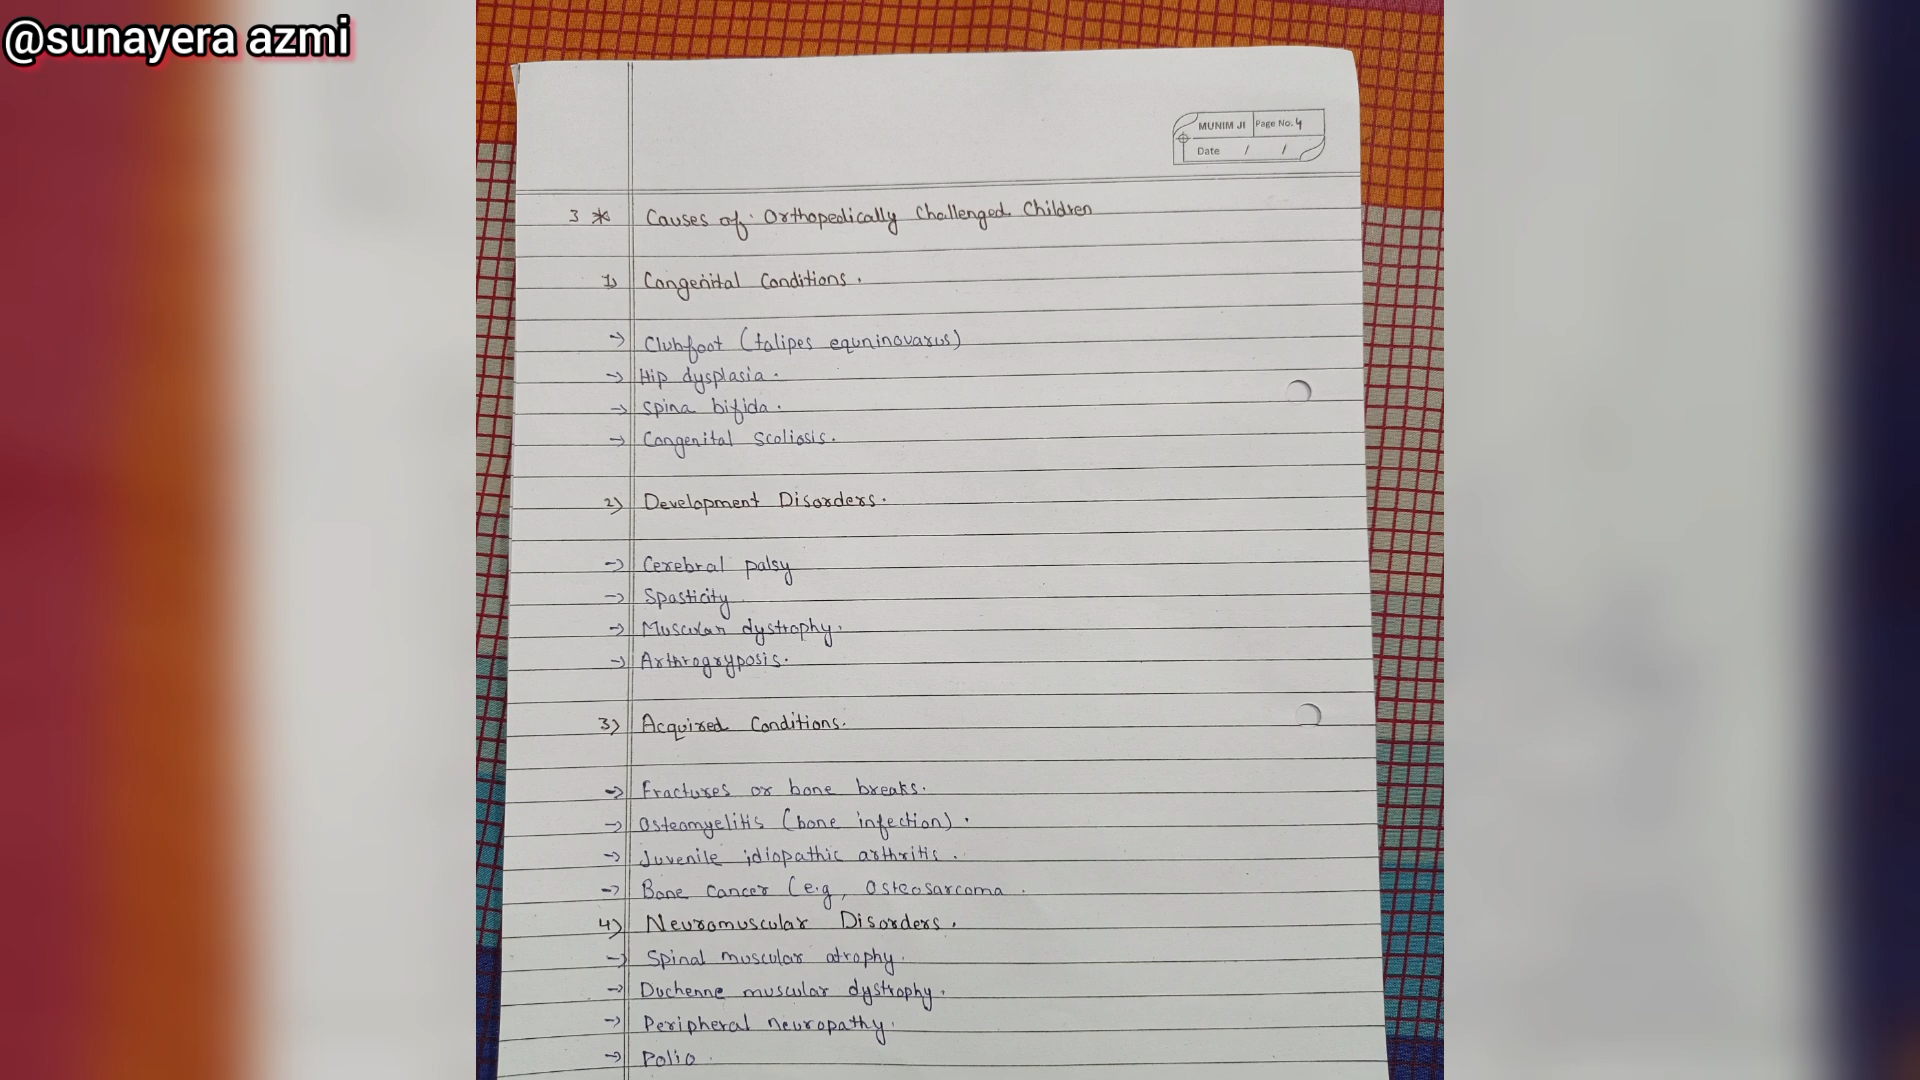 @sunayera azmi
MUNIM JI Page No. 4
Date / /
3 * Causes of Orthopedically Challenged Children
1) Congenital Conditions.
→ Clubfoot (talipes equninovarus)
→ Hip dysplasia.
→ Spina bifida.
→ Congenital Scoliosis.
2) Development Disorders.
→ Cerebral palsy
→ Spasticity
→ Muscular dystrophy.
→ Arthrogryposis.
3) Acquired Conditions.
→ Fractures or bone breaks.
→ Osteomyelitis (bone infection).
→ Juvenile idiopathic arthritis.
→ Bone cancer (e.g, Osteosarcoma.
4) Neuromuscular Disorders.
→ Spinal muscular atrophy.
→ Duchenne muscular dystrophy.
→ Peripheral neuropathy.
→ Polio.